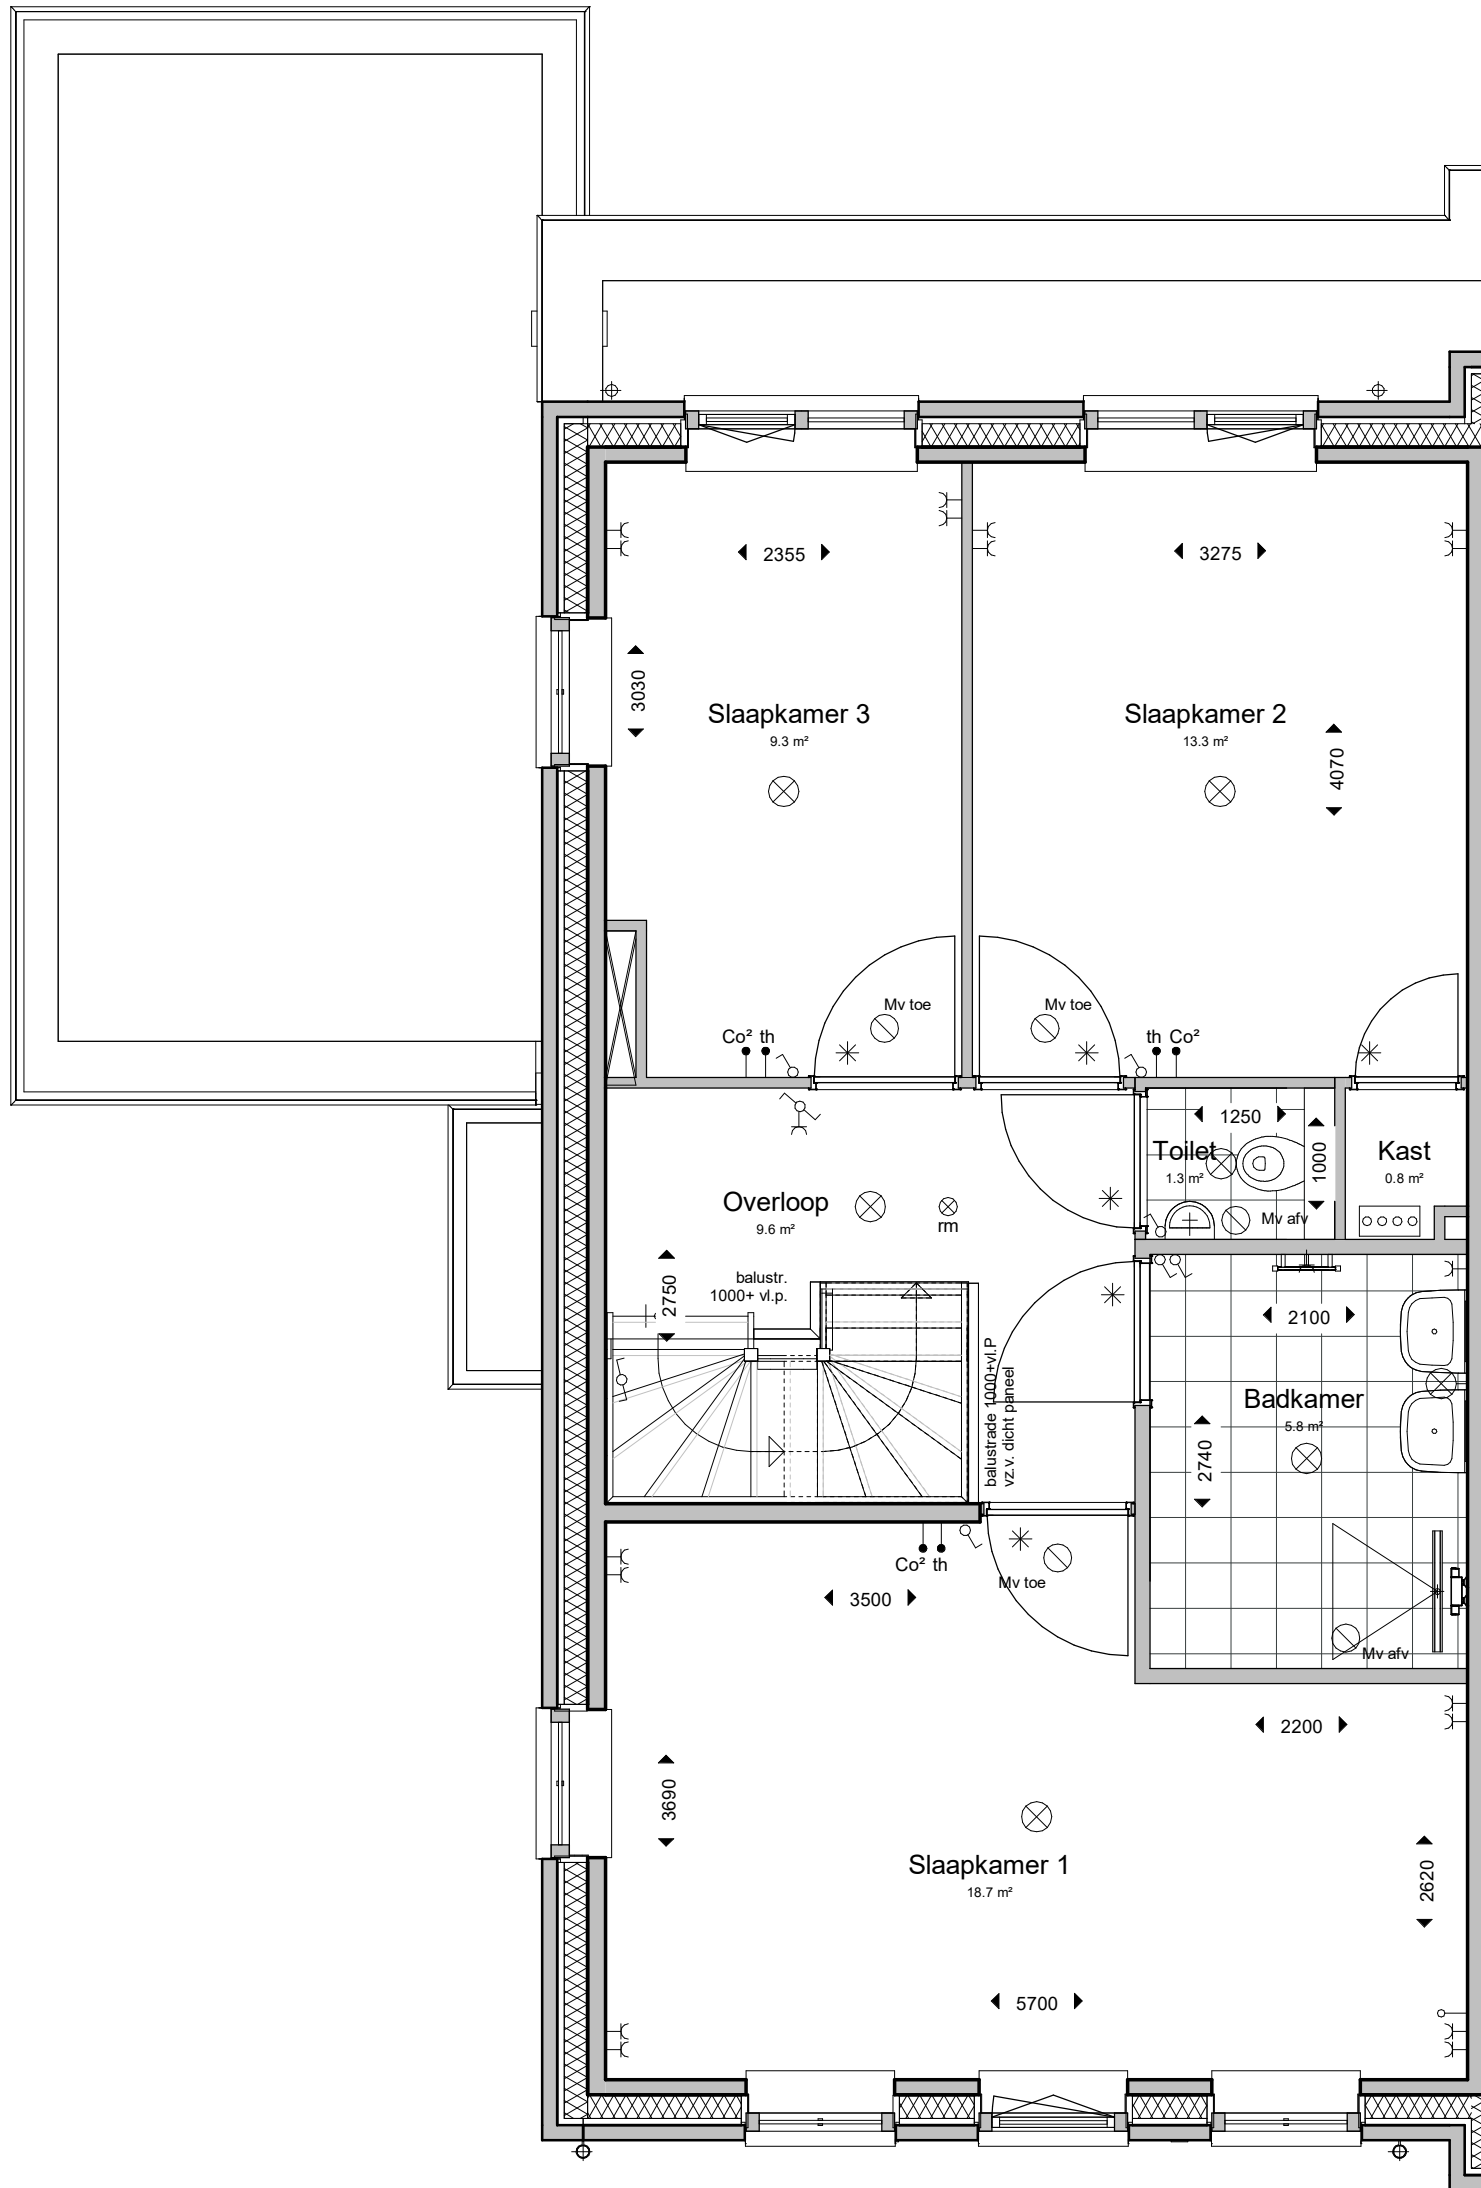 2355
3275
3030
Slaapkamer 3
9.3 m²
Slaapkamer 2
13.3 m²
4070
Mv toe
Mv toe
Co² th
th Co²
1250
Toilet
1.3 m²
1000
Kast
0.8 m²
Mv afv
Overloop
9.6 m²
rm
2750
balustr.
1000+ vl.p.
balustrade 1000+vl.P
vz.v. dicht paneel
2100
Badkamer
5.8 m²
2740
Mv afv
Co² th
Mv toe
3500
2200
3690
Slaapkamer 1
18.7 m²
2620
5700